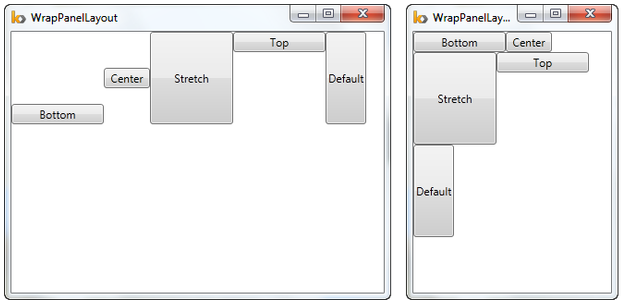 WrapPanelLayout
Top
Center
Stretch
Default
Bottom
WrapPanelLay...
Bottom
Center
Top
Stretch
Default